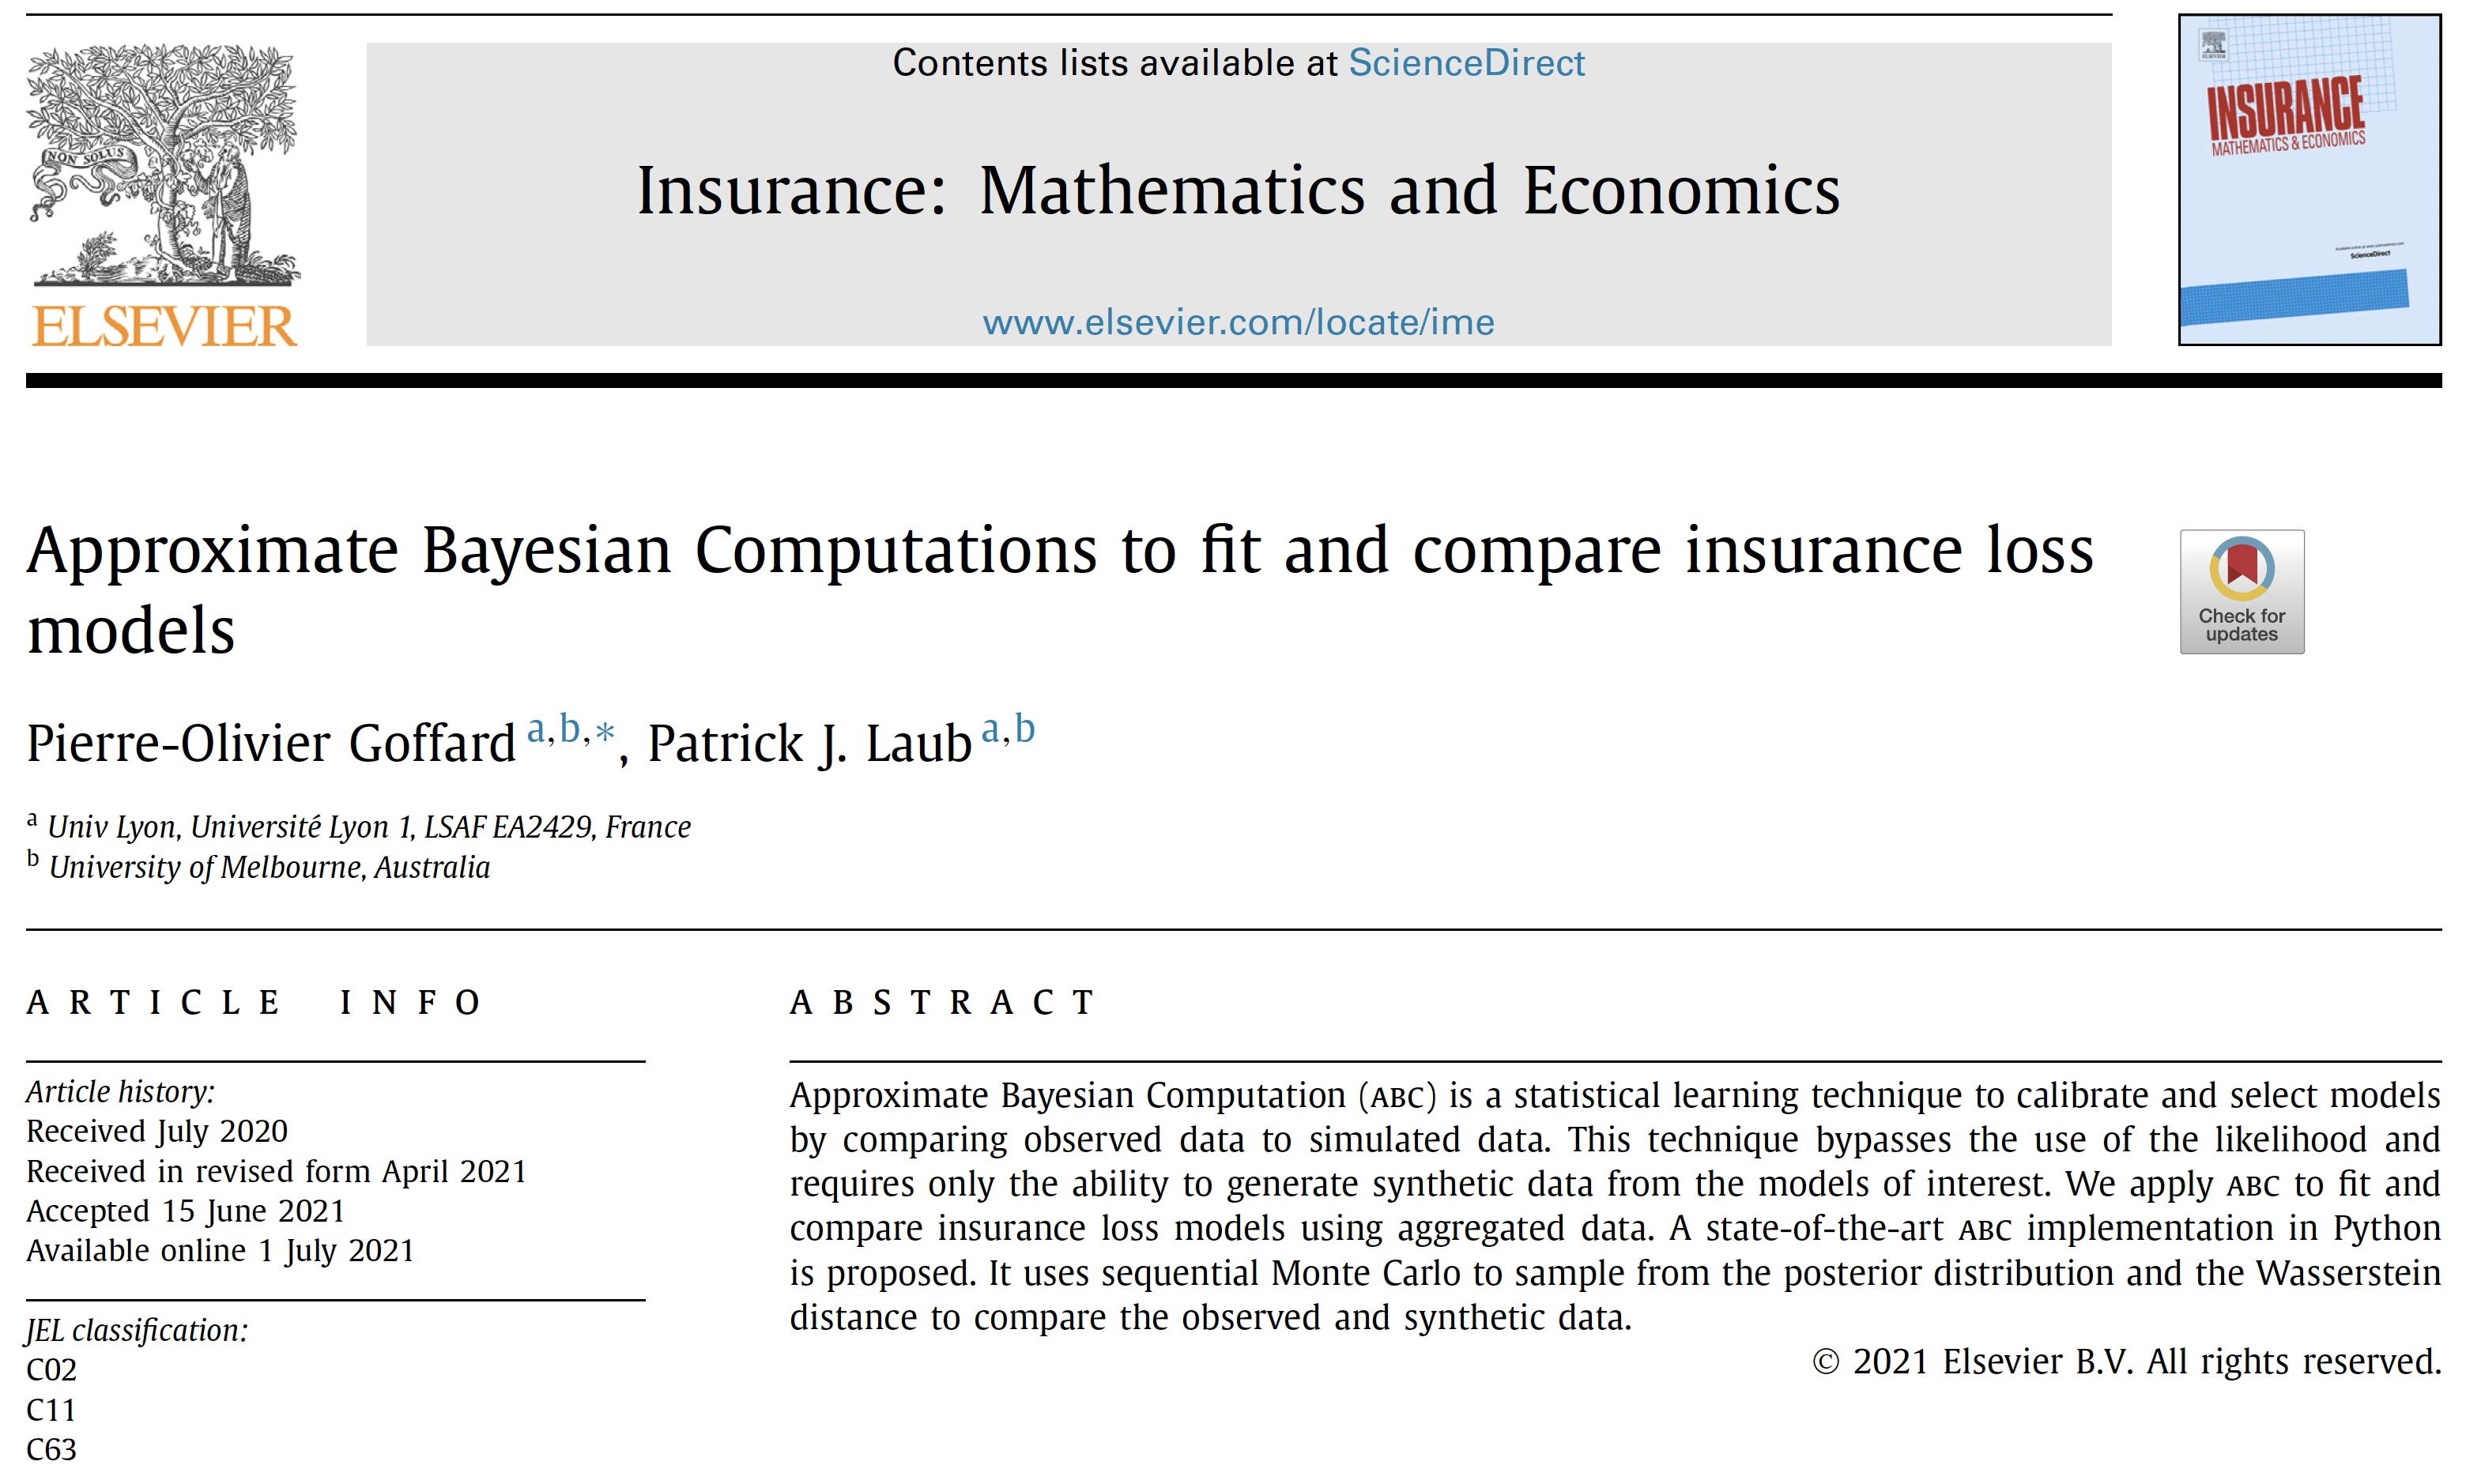 Contents lists available at ScienceDirect
Insurance: Mathematics and Economics
www.elsevier.com/locate/ime
NON SOLUS
ELSEVIER
INSURANCE
MATHEMATICS & ECONOMICS
ScienceDirect
Approximate Bayesian Computations to fit and compare insurance loss
models
Check for
updates
Pierre-Olivier Goffard a,b,*, Patrick J. Laub a,b
a Univ Lyon, Université Lyon 1, LSAF EA2429, France
b University of Melbourne, Australia
ARTICLE INFO
Article history:
Received July 2020
Received in revised form April 2021
Accepted 15 June 2021
Available online 1 July 2021
JEL classification:
C02
C11
C63
ABSTRACT
Approximate Bayesian Computation (ABC) is a statistical learning technique to calibrate and select models
by comparing observed data to simulated data. This technique bypasses the use of the likelihood and
requires only the ability to generate synthetic data from the models of interest. We apply ABC to fit and
compare insurance loss models using aggregated data. A state-of-the-art ABC implementation in Python
is proposed. It uses sequential Monte Carlo to sample from the posterior distribution and the Wasserstein
distance to compare the observed and synthetic data.
© 2021 Elsevier B.V. All rights reserved.